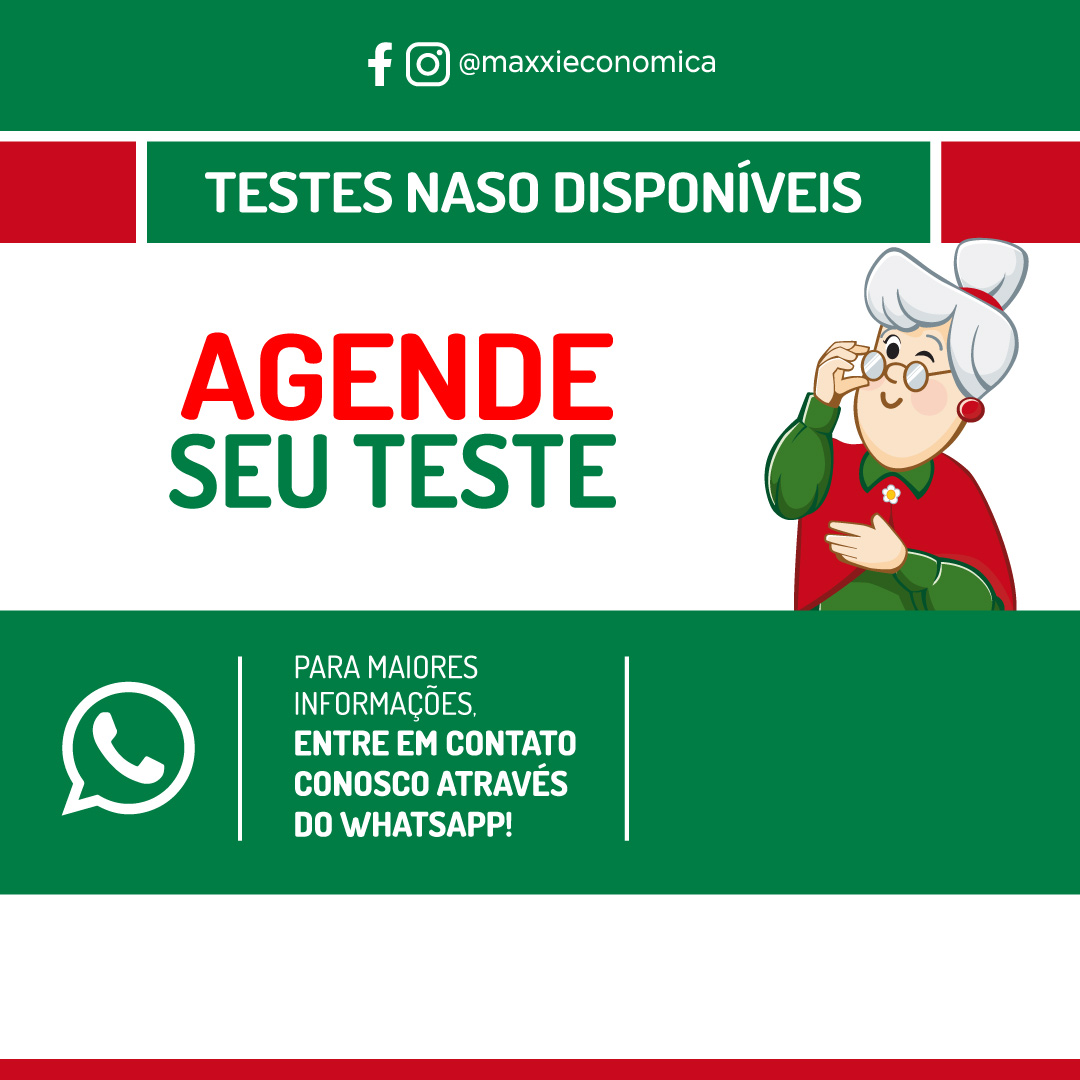 @maxxieconomica
TESTES NASO DISPONÍVEIS
AGENDE
SEU TESTE
PARA MAIORES
INFORMAÇÕES,
ENTRE EM CONTATO
CONOSCO ATRAVÉS
DO WHATSAPP!